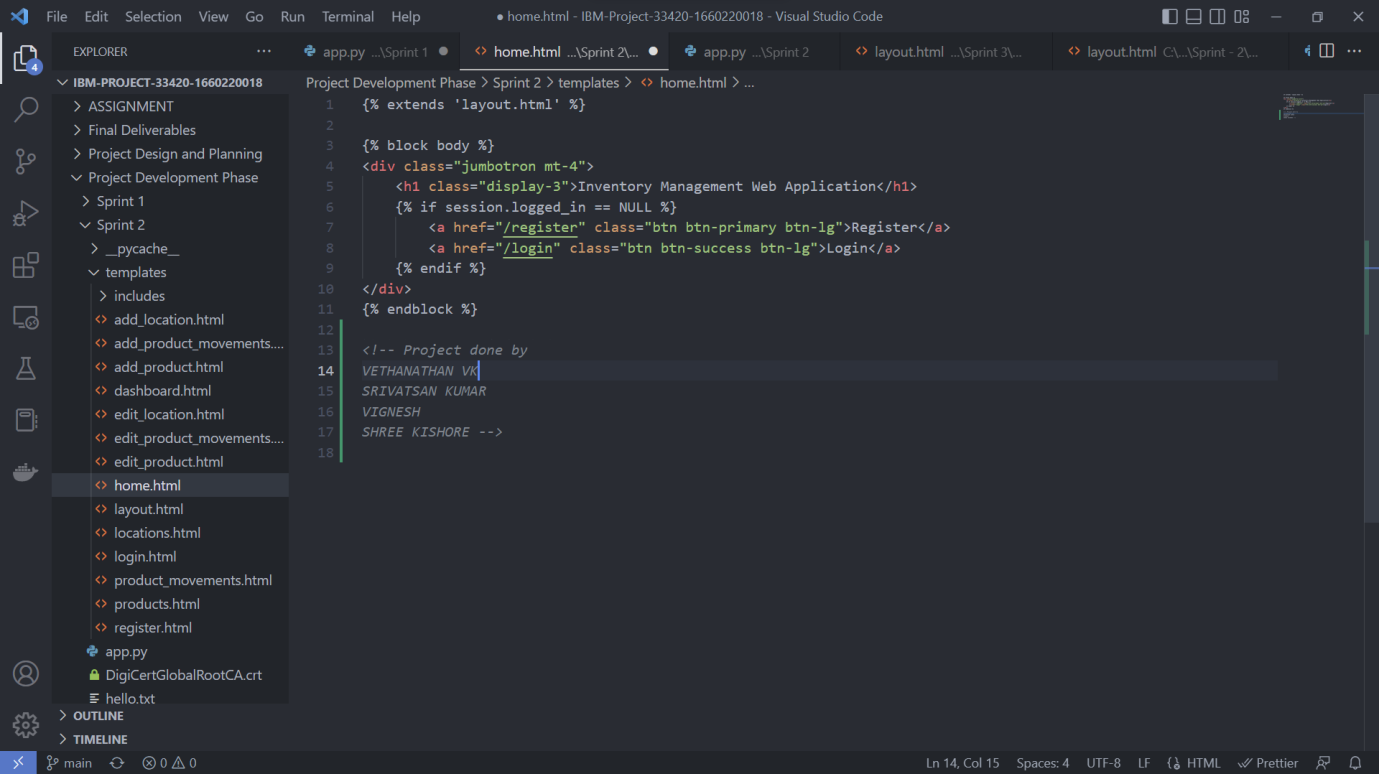 File Edit Selection View Go Run Terminal Help
● home.html - IBM-Project-33420-1660220018 - Visual Studio Code
EXPLORER
app.py ...\Sprint 1
home.html ...\Sprint 2\...
app.py ...\Sprint 2
layout.html ...\Sprint 3\...
layout.html C:\...\Sprint - 2\...
4
IBM-PROJECT-33420-1660220018
ASSIGNMENT
Final Deliverables
Project Design and Planning
Project Development Phase
Sprint 1
Sprint 2
__pycache__
templates
includes
add_location.html
add_product_movements....
add_product.html
dashboard.html
edit_location.html
edit_product_movements....
edit_product.html
home.html
layout.html
locations.html
login.html
product_movements.html
products.html
register.html
app.py
DigiCertGlobalRootCA.crt
hello.txt
OUTLINE
TIMELINE
Project Development Phase > Sprint 2 > templates > home.html > ...
1 {% extends 'layout.html' %}
2
3 {% block body %}
4 <div class="jumbotron mt-4">
5 <h1 class="display-3">Inventory Management Web Application</h1>
6 {% if session.logged_in == NULL %}
7 <a href="/register" class="btn btn-primary btn-lg">Register</a>
8 <a href="/login" class="btn btn-success btn-lg">Login</a>
9 {% endif %}
10 </div>
11 {% endblock %}
12
13 <!-- Project done by
14 VETHANATHAN VK
15 SRIVATSAN KUMAR
16 VIGNESH
17 SHREE KISHORE -->
18
main 0 0 Ln 14, Col 15 Spaces: 4 UTF-8 LF HTML Prettier